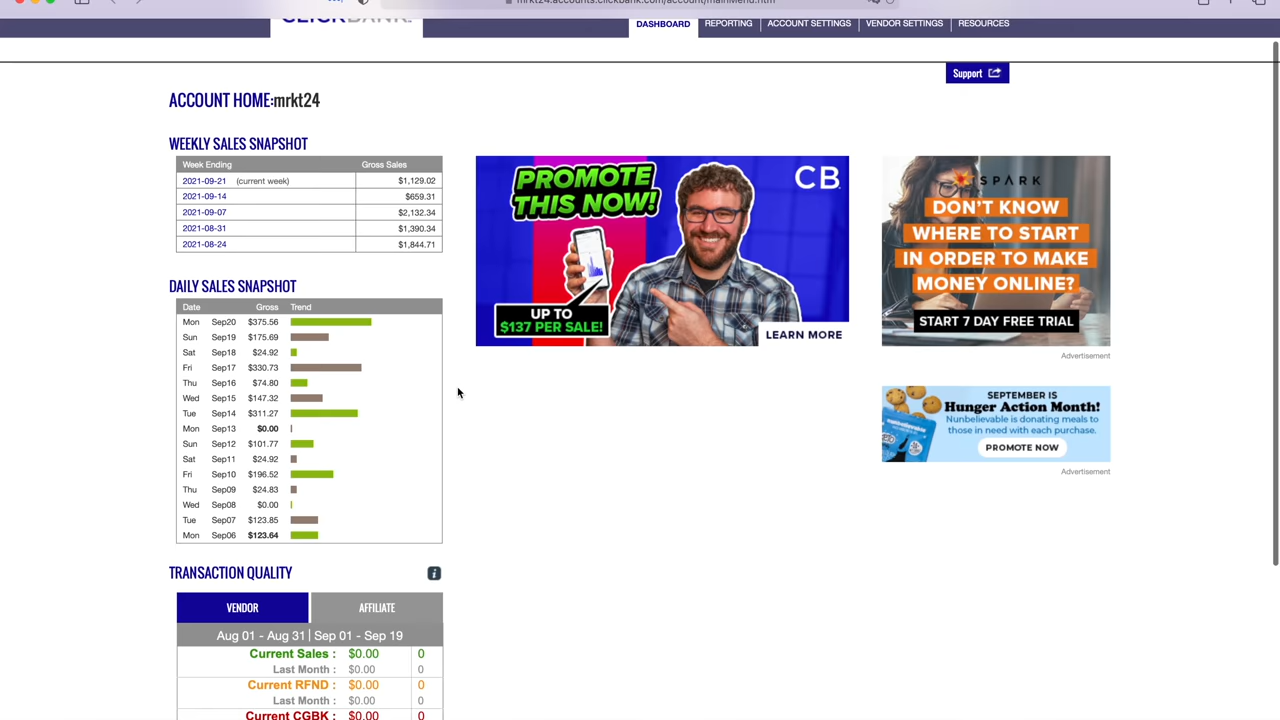 CLICKBANK
mrkt24.accounts.clickbank.com/account/mainMenu.htm
DASHBOARD REPORTING ACCOUNT SETTINGS VENDOR SETTINGS RESOURCES
Support
ACCOUNT HOME:mrkt24
WEEKLY SALES SNAPSHOT
Week Ending Gross Sales
2021-09-21 (current week) $1,129.02
2021-09-14 $659.31
2021-09-07 $2,132.34
2021-08-31 $1,390.34
2021-08-24 $1,844.71
DAILY SALES SNAPSHOT
Date Gross Trend
Mon Sep20 $375.56
Sun Sep19 $175.69
Sat Sep18 $24.92
Fri Sep17 $330.73
Thu Sep16 $74.80
Wed Sep15 $147.32
Tue Sep14 $311.27
Mon Sep13 $0.00
Sun Sep12 $101.77
Sat Sep11 $24.92
Fri Sep10 $196.52
Thu Sep09 $24.83
Wed Sep08 $0.00
Tue Sep07 $123.85
Mon Sep06 $123.64
TRANSACTION QUALITY
VENDOR AFFILIATE
Aug 01 - Aug 31 | Sep 01 - Sep 19
Current Sales : $0.00 0
Last Month : $0.00 0
Current RFND : $0.00 0
Last Month : $0.00 0
Current CGBK : $0.00 0
PROMOTE
THIS NOW!
CB
UP TO
$137 PER SALE!
LEARN MORE
SPARK
DON'T KNOW
WHERE TO START
IN ORDER TO MAKE
MONEY ONLINE?
START 7 DAY FREE TRIAL
Advertisement
SEPTEMBER IS
Hunger Action Month!
Nunbelievable is donating meals to
those in need with each purchase.
PROMOTE NOW
Advertisement